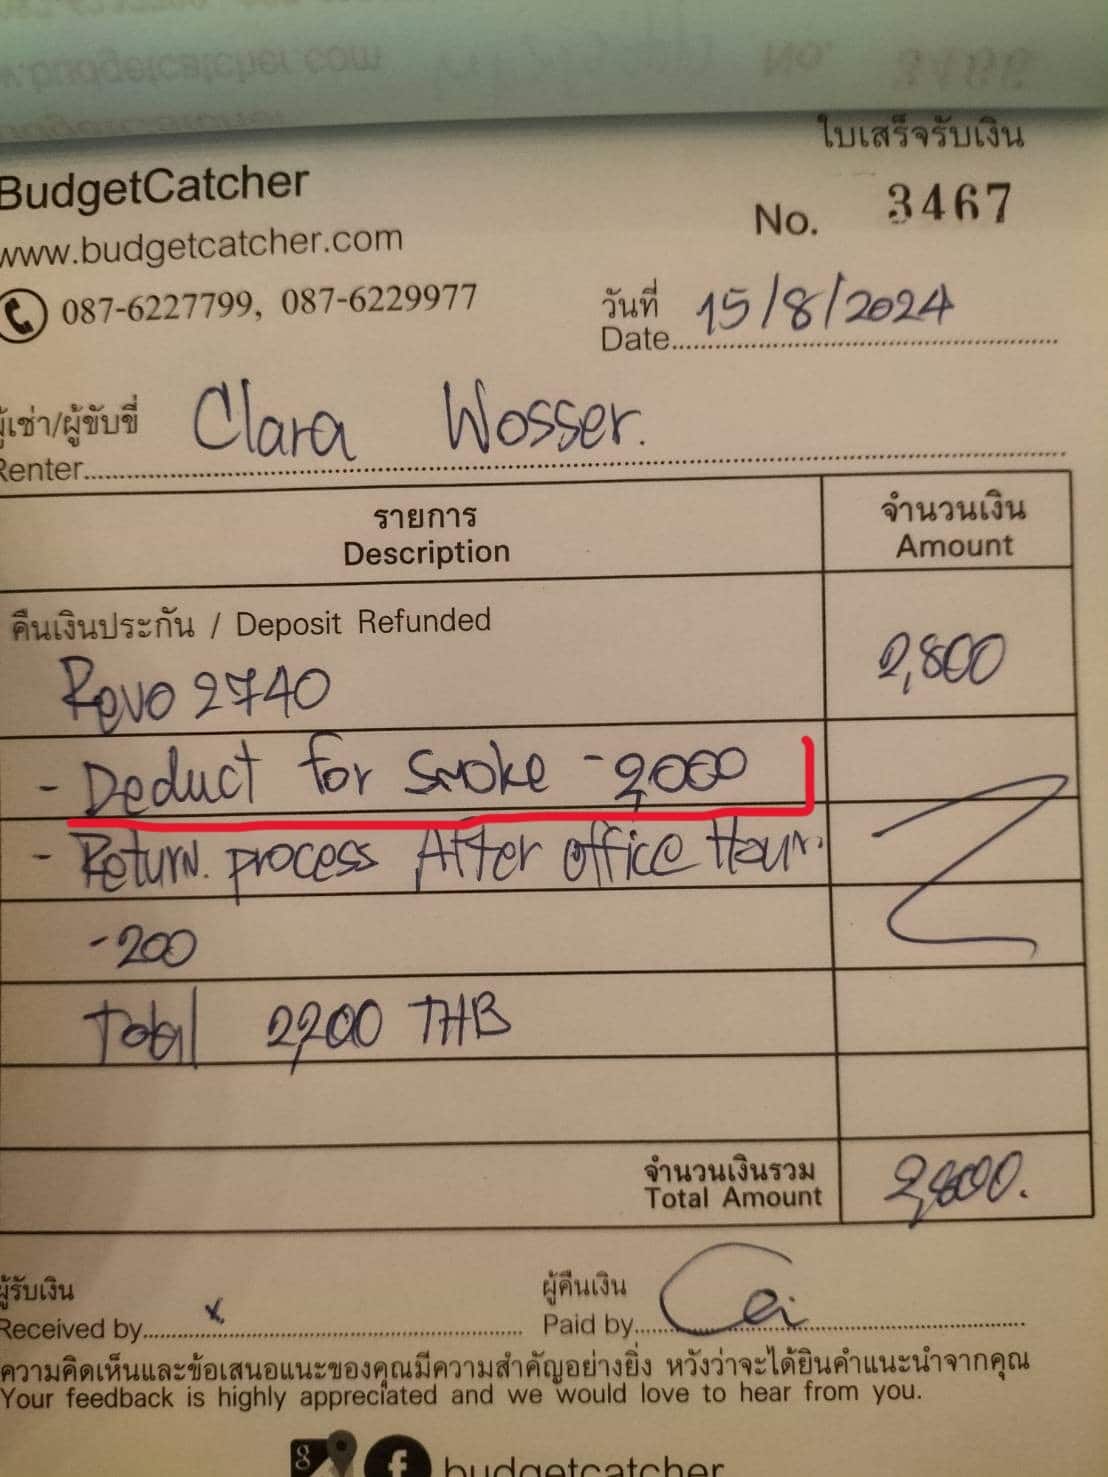 ใบเสร็จรับเงิน
BudgetCatcher
No. 3467
www.budgetcatcher.com
087-6227799, 087-6229977
วันที่
Date 15/8/2024
ผู้เช่า/ผู้ขับขี่
Renter Clara Wosser.
รายการ จำนวนเงิน
Description Amount
คืนเงินประกัน / Deposit Refunded
Revo 2740 2,800
- Deduct for smoke -2,000
- Return. process After office Hour.
-200
Total 2,200 THB
จำนวนเงินรวม
Total Amount 2,800.
ผู้รับเงิน ผู้คืนเงิน
Received by x Paid by
ความคิดเห็นและข้อเสนอแนะของคุณมีความสำคัญอย่างยิ่ง หวังว่าจะได้ยินคำแนะนำจากคุณ
Your feedback is highly appreciated and we would love to hear from you.
budgetcatcher